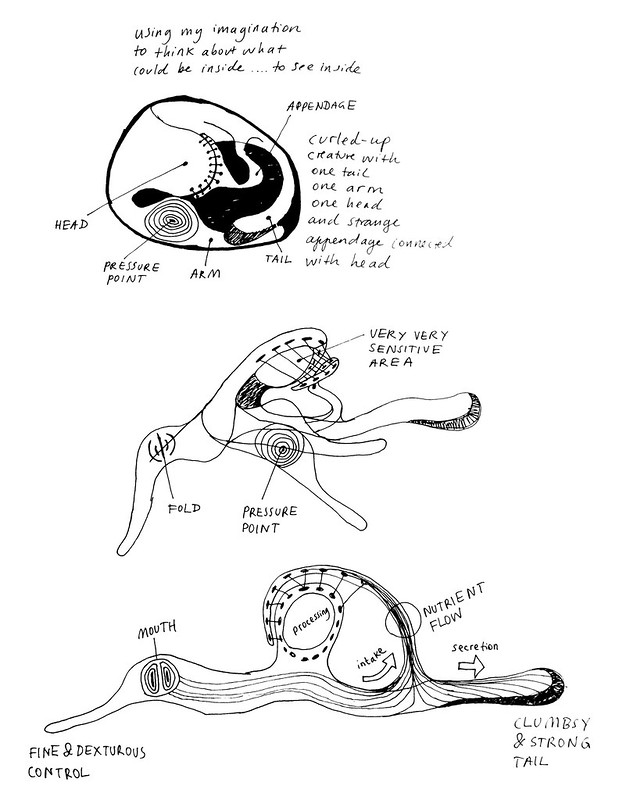 using my imagination
to think about what
could be inside .... to see inside
APPENDAGE
curled-up
creature with
one tail
one arm
one head
and strange
appendage connected
with head
HEAD
PRESSURE
POINT
ARM
TAIL
VERY VERY
SENSITIVE
AREA
FOLD
PRESSURE
POINT
MOUTH
processing
NUTRIENT
FLOW
intake
secretion
FINE & DEXTUROUS
CONTROL
CLUMBSY
& STRONG
TAIL